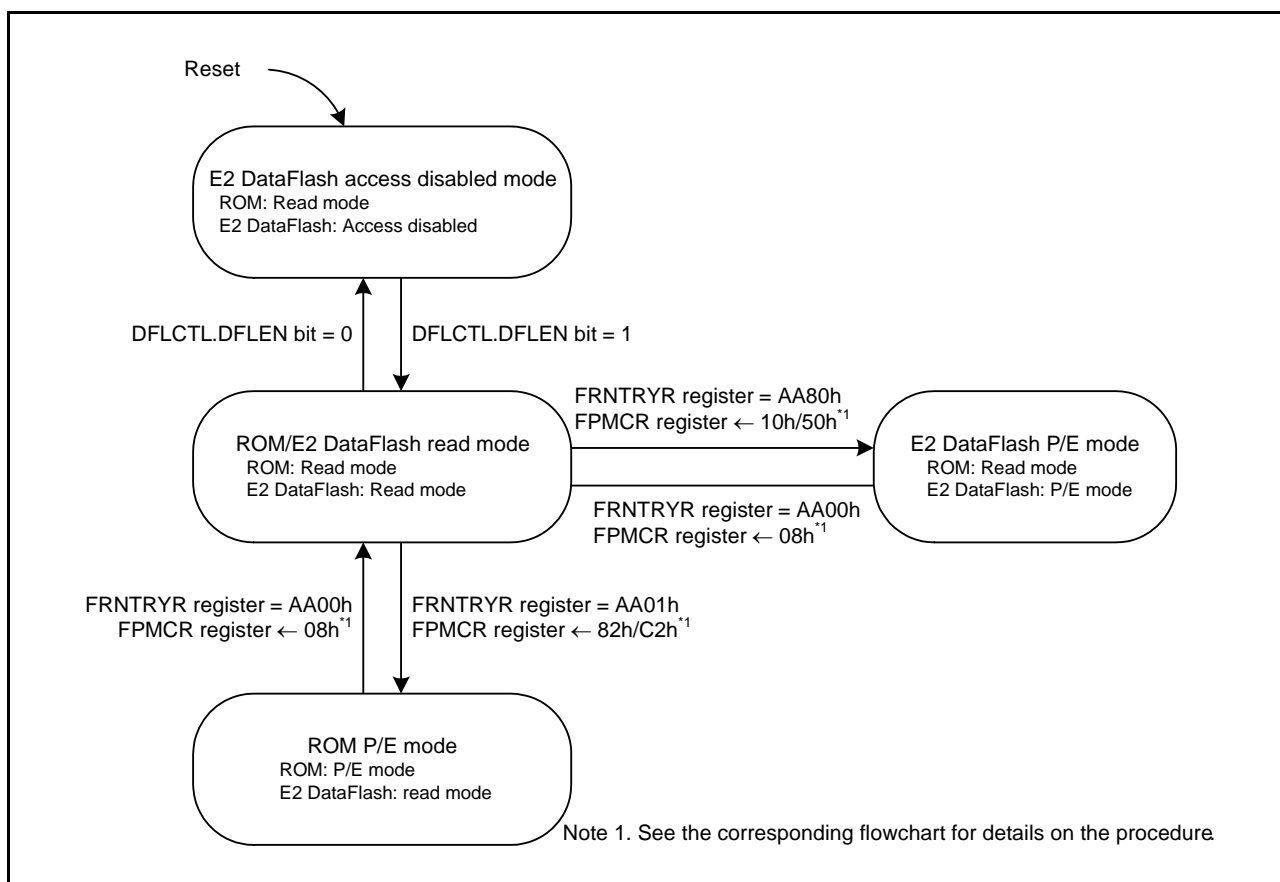 Reset
E2 DataFlash access disabled mode
ROM: Read mode
E2 DataFlash: Access disabled
DFLCTL.DFLEN bit = 0
DFLCTL.DFLEN bit = 1
ROM/E2 DataFlash read mode
ROM: Read mode
E2 DataFlash: Read mode
FRNTRYR register = AA80h
FPMCR register ← 10h/50h*1
E2 DataFlash P/E mode
ROM: Read mode
E2 DataFlash: P/E mode
FRNTRYR register = AA00h
FPMCR register ← 08h*1
FRNTRYR register = AA00h
FPMCR register ← 08h*1
FRNTRYR register = AA01h
FPMCR register ← 82h/C2h*1
ROM P/E mode
ROM: P/E mode
E2 DataFlash: read mode
Note 1. See the corresponding flowchart for details on the procedure.